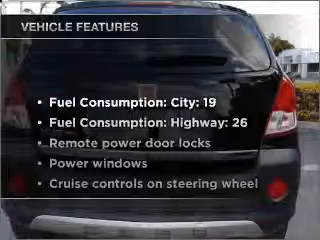 VEHICLE FEATURES
• Fuel Consumption: City: 19
• Fuel Consumption: Highway: 26
• Remote power door locks
• Power windows
• Cruise controls on steering wheel